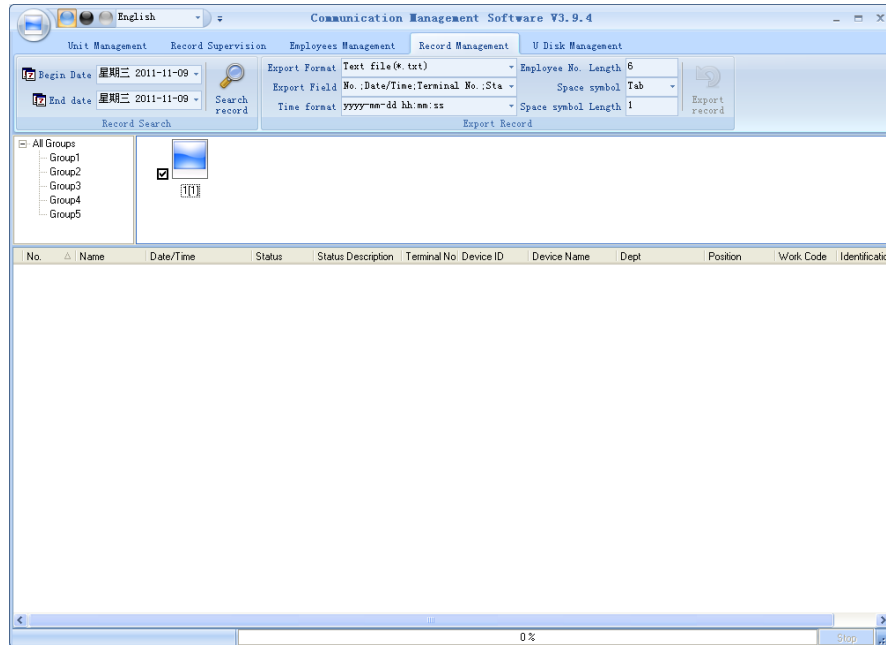 English
Communication Management Software V3.9.4
Unit Management Record Supervision Employees Management Record Management U Disk Management
Begin Date 星期三 2011-11-09
End date 星期三 2011-11-09
Search record
Record Search
Export Format Text file(*.txt)
Export Field No.;Date/Time;Terminal No.;Sta
Time format yyyy-mm-dd hh:mm:ss
Employee No. Length 6
Space symbol Tab
Space symbol Length 1
Export record
Export Record
All Groups
Group1
Group2
Group3
Group4
Group5
1[1]
No. Name Date/Time Status Status Description Terminal No Device ID Device Name Dept Position Work Code Identificatio
0%
Stop